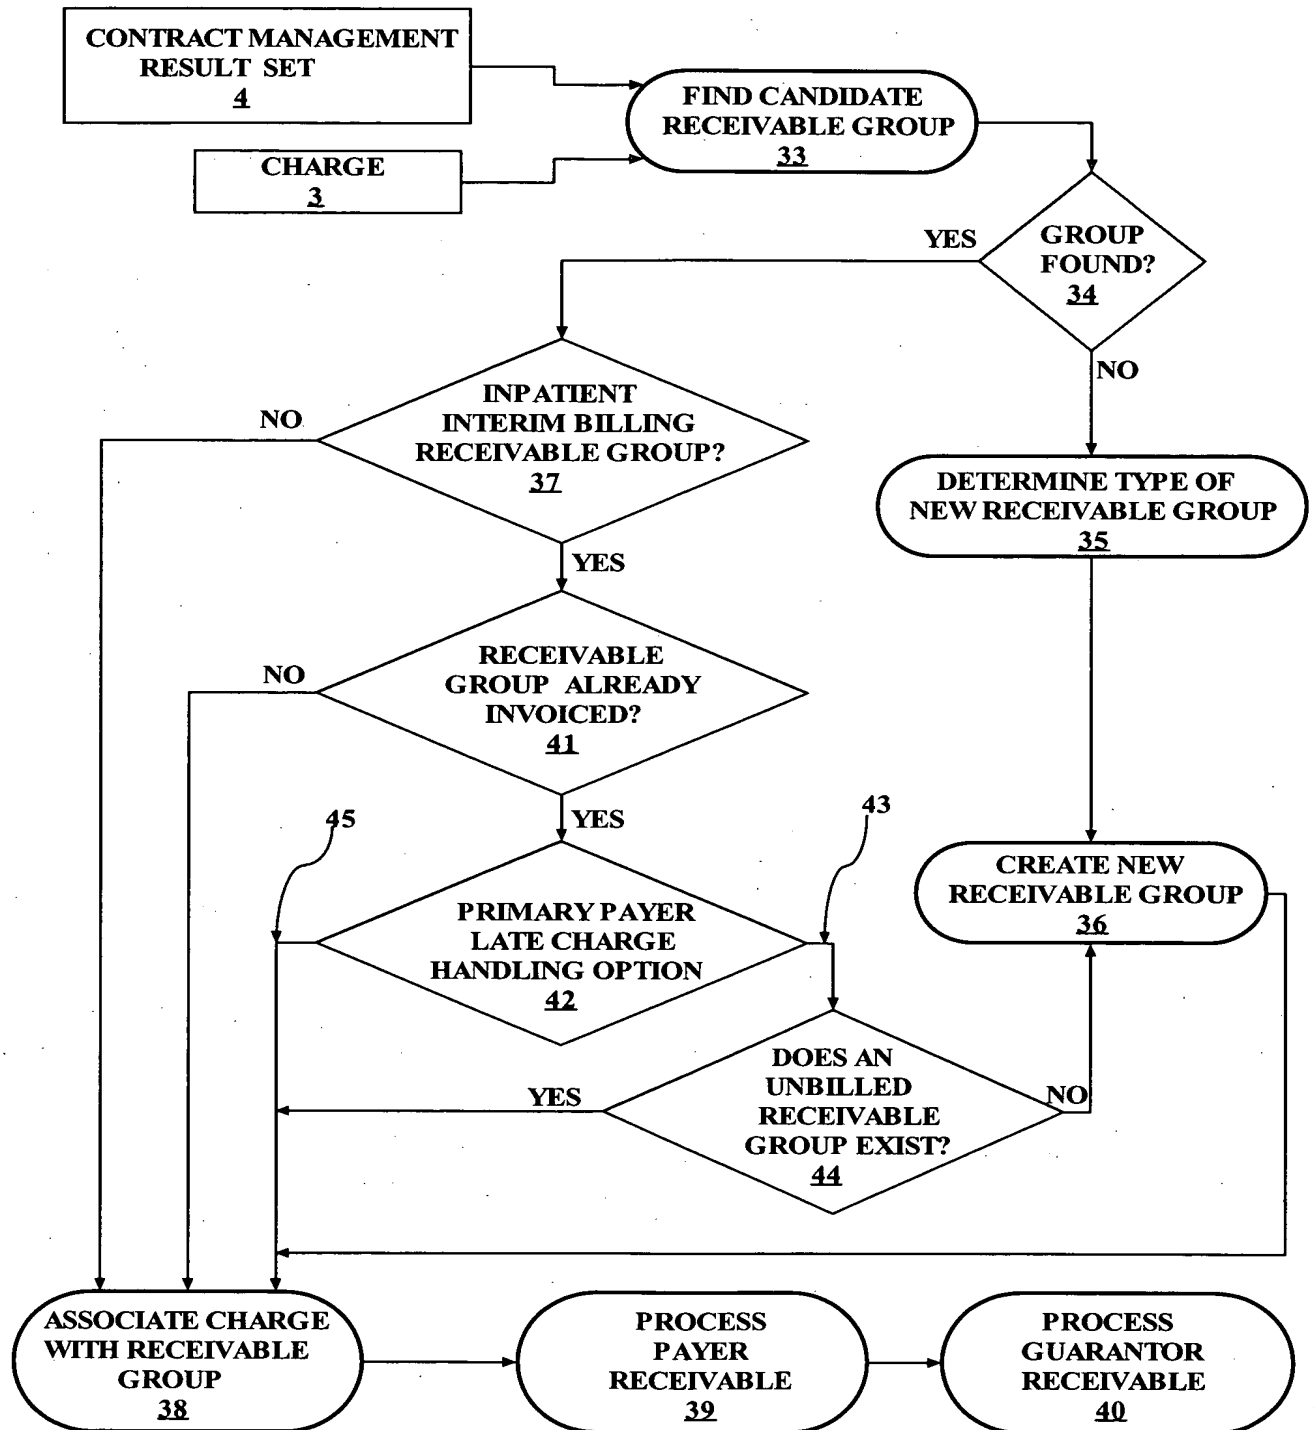 CONTRACT MANAGEMENT
RESULT SET
4
FIND CANDIDATE
RECEIVABLE GROUP
33
CHARGE
3
YES
GROUP
FOUND?
34
NO
INPATIENT
INTERIM BILLING
RECEIVABLE GROUP?
37
NO
DETERMINE TYPE OF
NEW RECEIVABLE GROUP
35
YES
RECEIVABLE
GROUP ALREADY
INVOICED?
41
NO
YES
45
43
CREATE NEW
RECEIVABLE GROUP
36
PRIMARY PAYER
LATE CHARGE
HANDLING OPTION
42
DOES AN
UNBILLED
RECEIVABLE
GROUP EXIST?
44
YES
NO
ASSOCIATE CHARGE
WITH RECEIVABLE
GROUP
38
PROCESS
PAYER
RECEIVABLE
39
PROCESS
GUARANTOR
RECEIVABLE
40